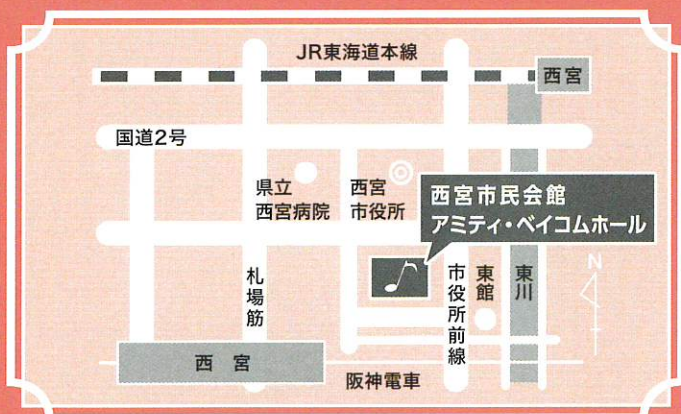 JR東海道本線
西宮
国道2号
県立
西宮病院
西宮
市役所
西宮市民会館
アミティ・ベイコムホール
札場筋
市役所前線
東館
東川
N
西宮
阪神電車